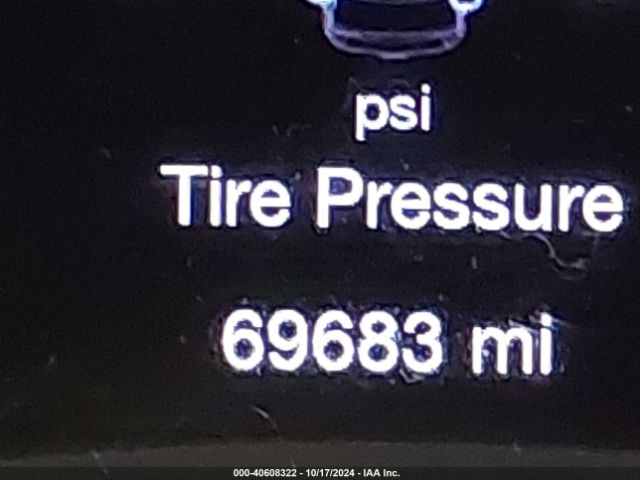 psi
Tire Pressure
69683 mi
000-40608322 - 10/17/2024 - IAA Inc.